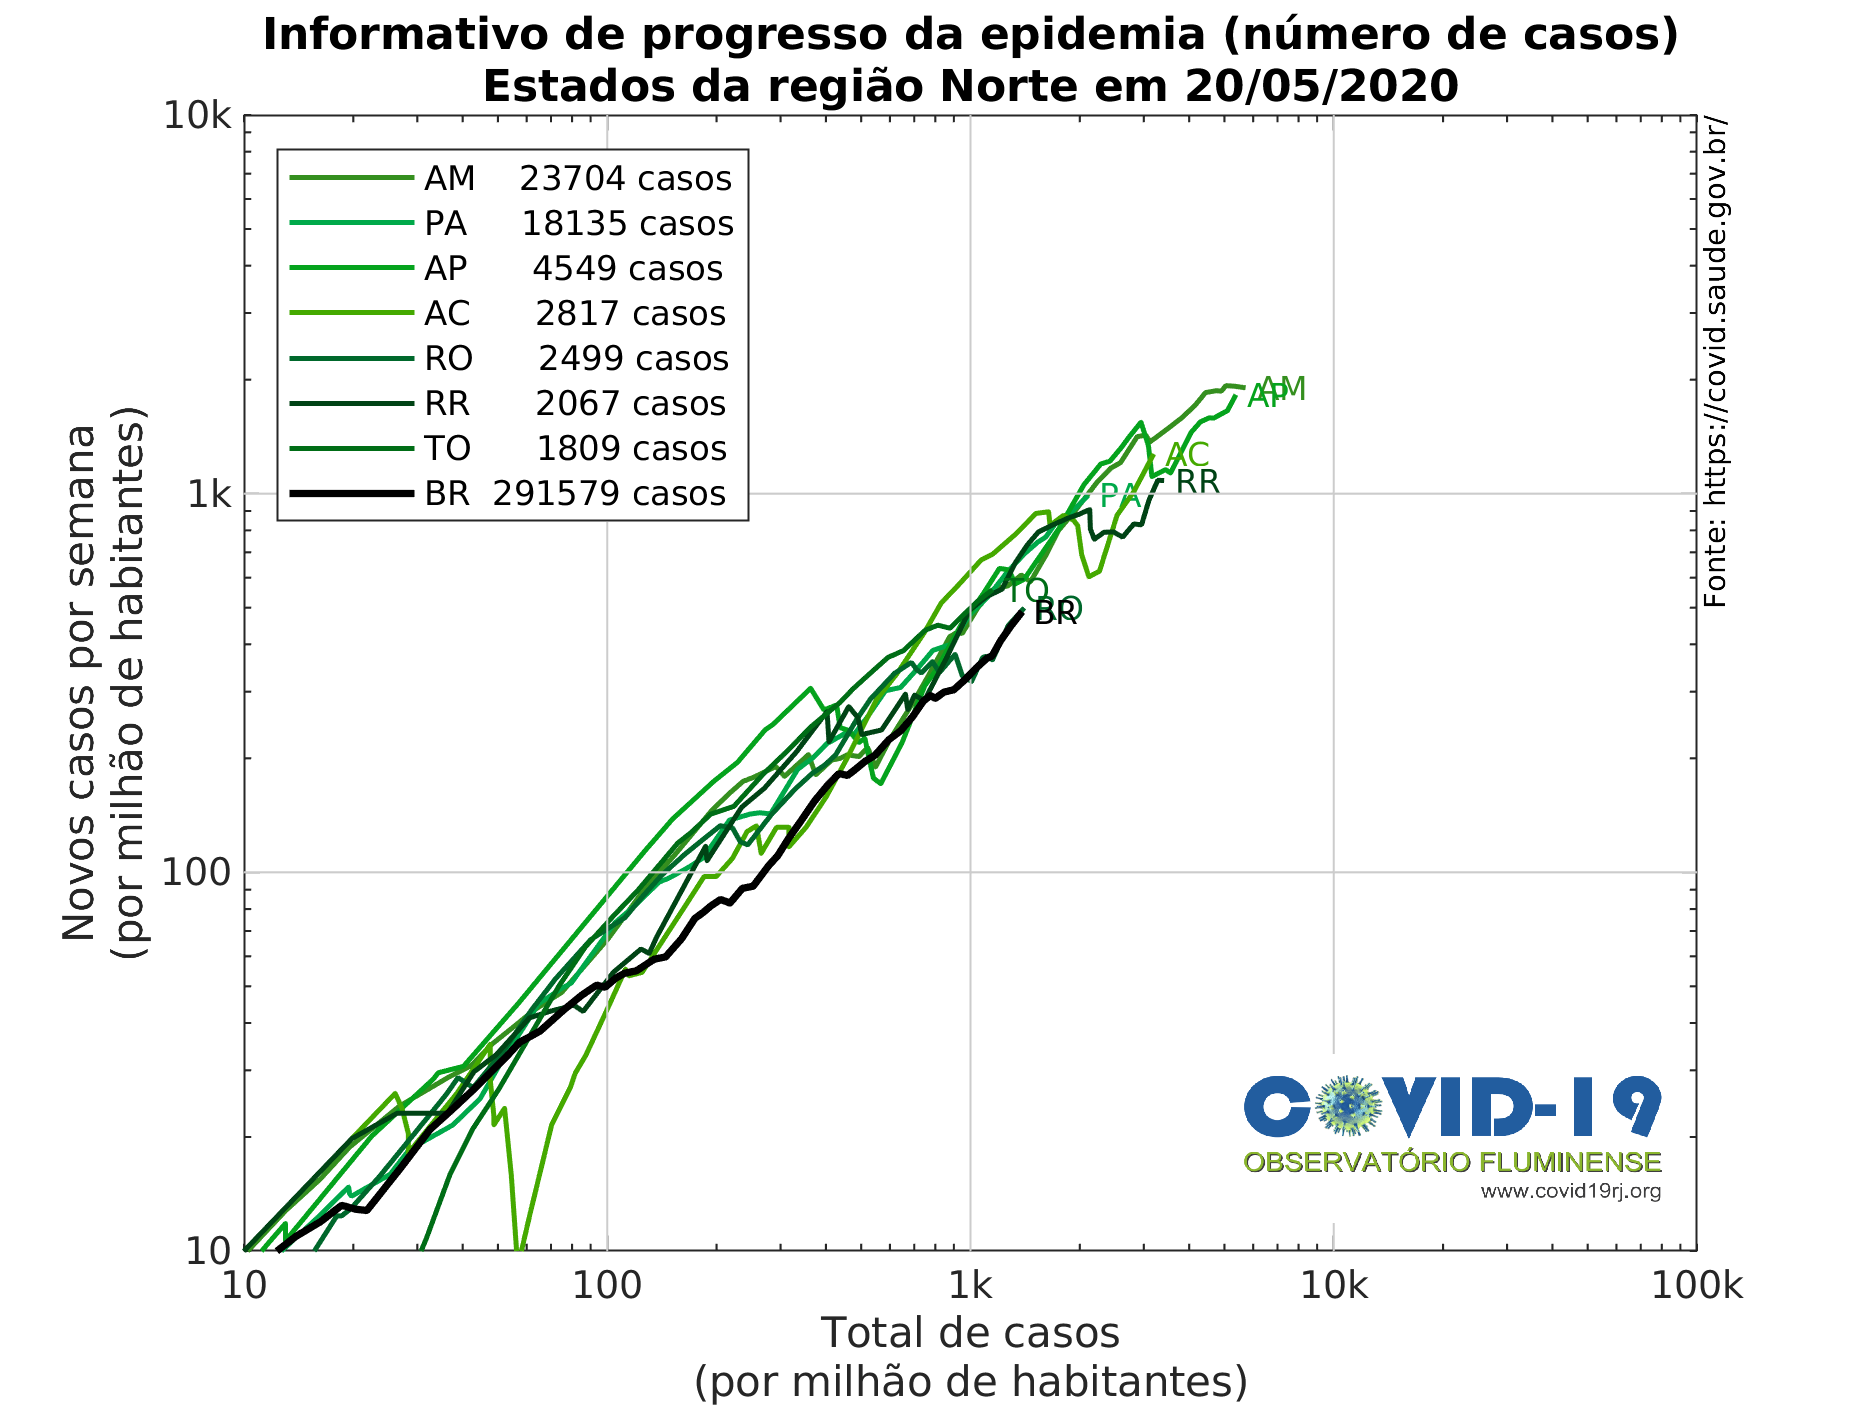 Informativo de progresso da epidemia (número de casos)
Estados da região Norte em 20/05/2020
10k
1k
100
10
Novos casos por semana
(por milhão de habitantes)
AM 23704 casos
PA 18135 casos
AP 4549 casos
AC 2817 casos
RO 2499 casos
RR 2067 casos
TO 1809 casos
BR 291579 casos
AM
AP
AC
RR
PA
TO
RO
BR
Fonte: https://covid.saude.gov.br/
COVID-19
OBSERVATÓRIO FLUMINENSE
www.covid19rj.org
10 100 1k 10k 100k
Total de casos
(por milhão de habitantes)